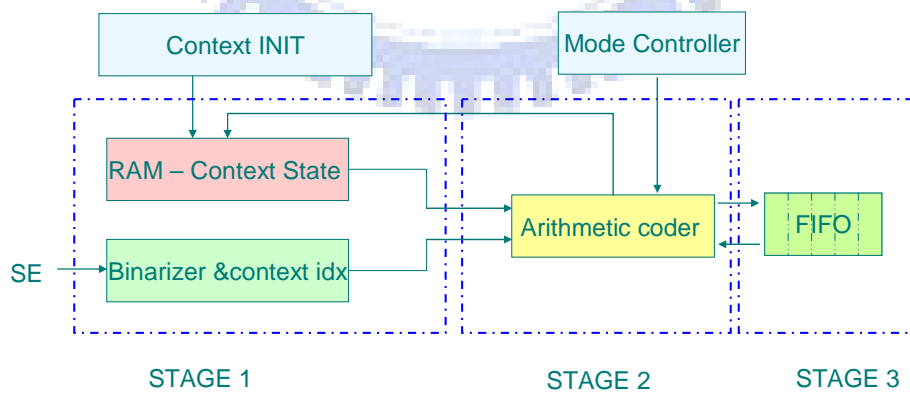 Context INIT
Mode Controller
RAM – Context State
Arithmetic coder
FIFO
SE
Binarizer &context idx
STAGE 1
STAGE 2
STAGE 3